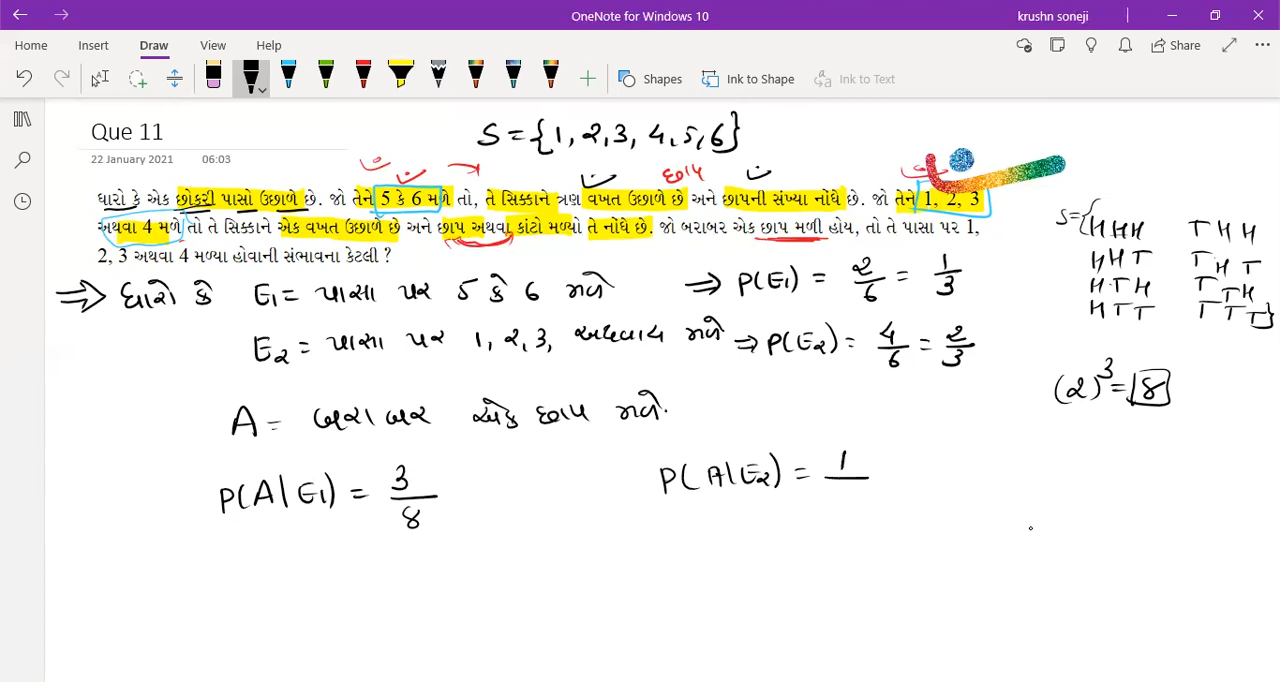 OneNote for Windows 10
krushn soneji
Home Insert Draw View Help
Share
Shapes Ink to Shape Ink to Text
Que 11
22 January 2021 06:03
S = {1, 2, 3, 4, 5, 6}
છાપ
ધારો કે એક છોકરી પાસો ઉછાળે છે. જો તેને 5 કે 6 મળે તો, તે સિક્કાને ત્રણ વખત ઉછાળે છે અને છાપની સંખ્યા નોંધે છે. જો તેને 1, 2, 3
અથવા 4 મળે તો તે સિક્કાને એક વખત ઉછાળે છે અને છાપ અથવા કાંટો મળ્યો તે નોંધે છે. જો બરાબર એક છાપ મળી હોય, તો તે પાસા પર 1,
2, 3 અથવા 4 મળ્યા હોવાની સંભાવના કેટલી ?
⇒ ધારો કે E1 = પાસા પર 5 કે 6 મળે ⇒ P(E1) = 2/6 = 1/3
E2 = પાસા પર 1, 2, 3, અથવા 4 મળે ⇒ P(E2) = 4/6 = 2/3
A = બરાબર એક છાપ મળે.
P(A|E1) = 3/8 P(A|E2) = 1/
S = {HHH THH
HHT THT
HTH TTH
HTT TTT}
(2)^3 = 8